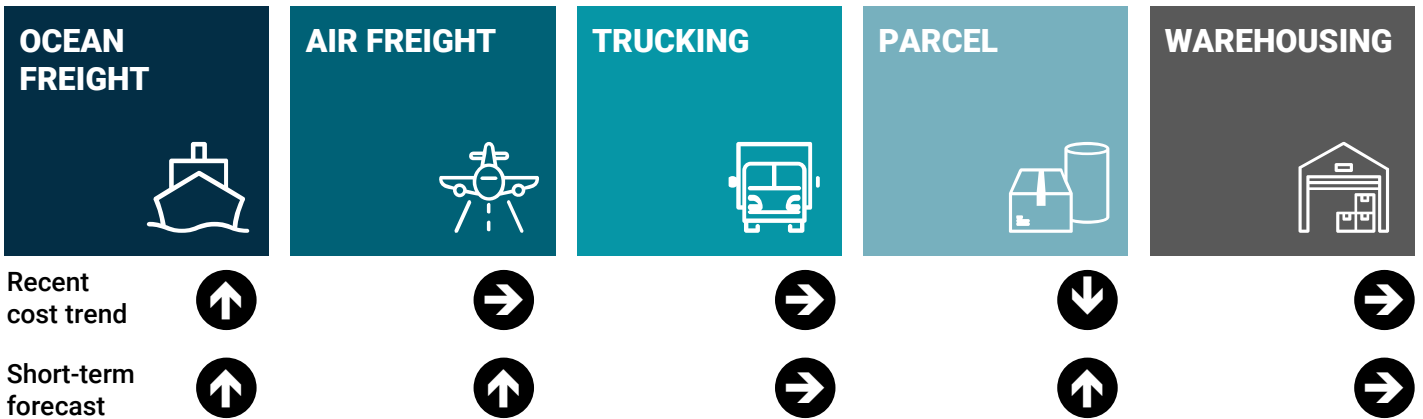 OCEAN
FREIGHT
AIR FREIGHT
TRUCKING
PARCEL
WAREHOUSING
Recent
cost trend
Short-term
forecast